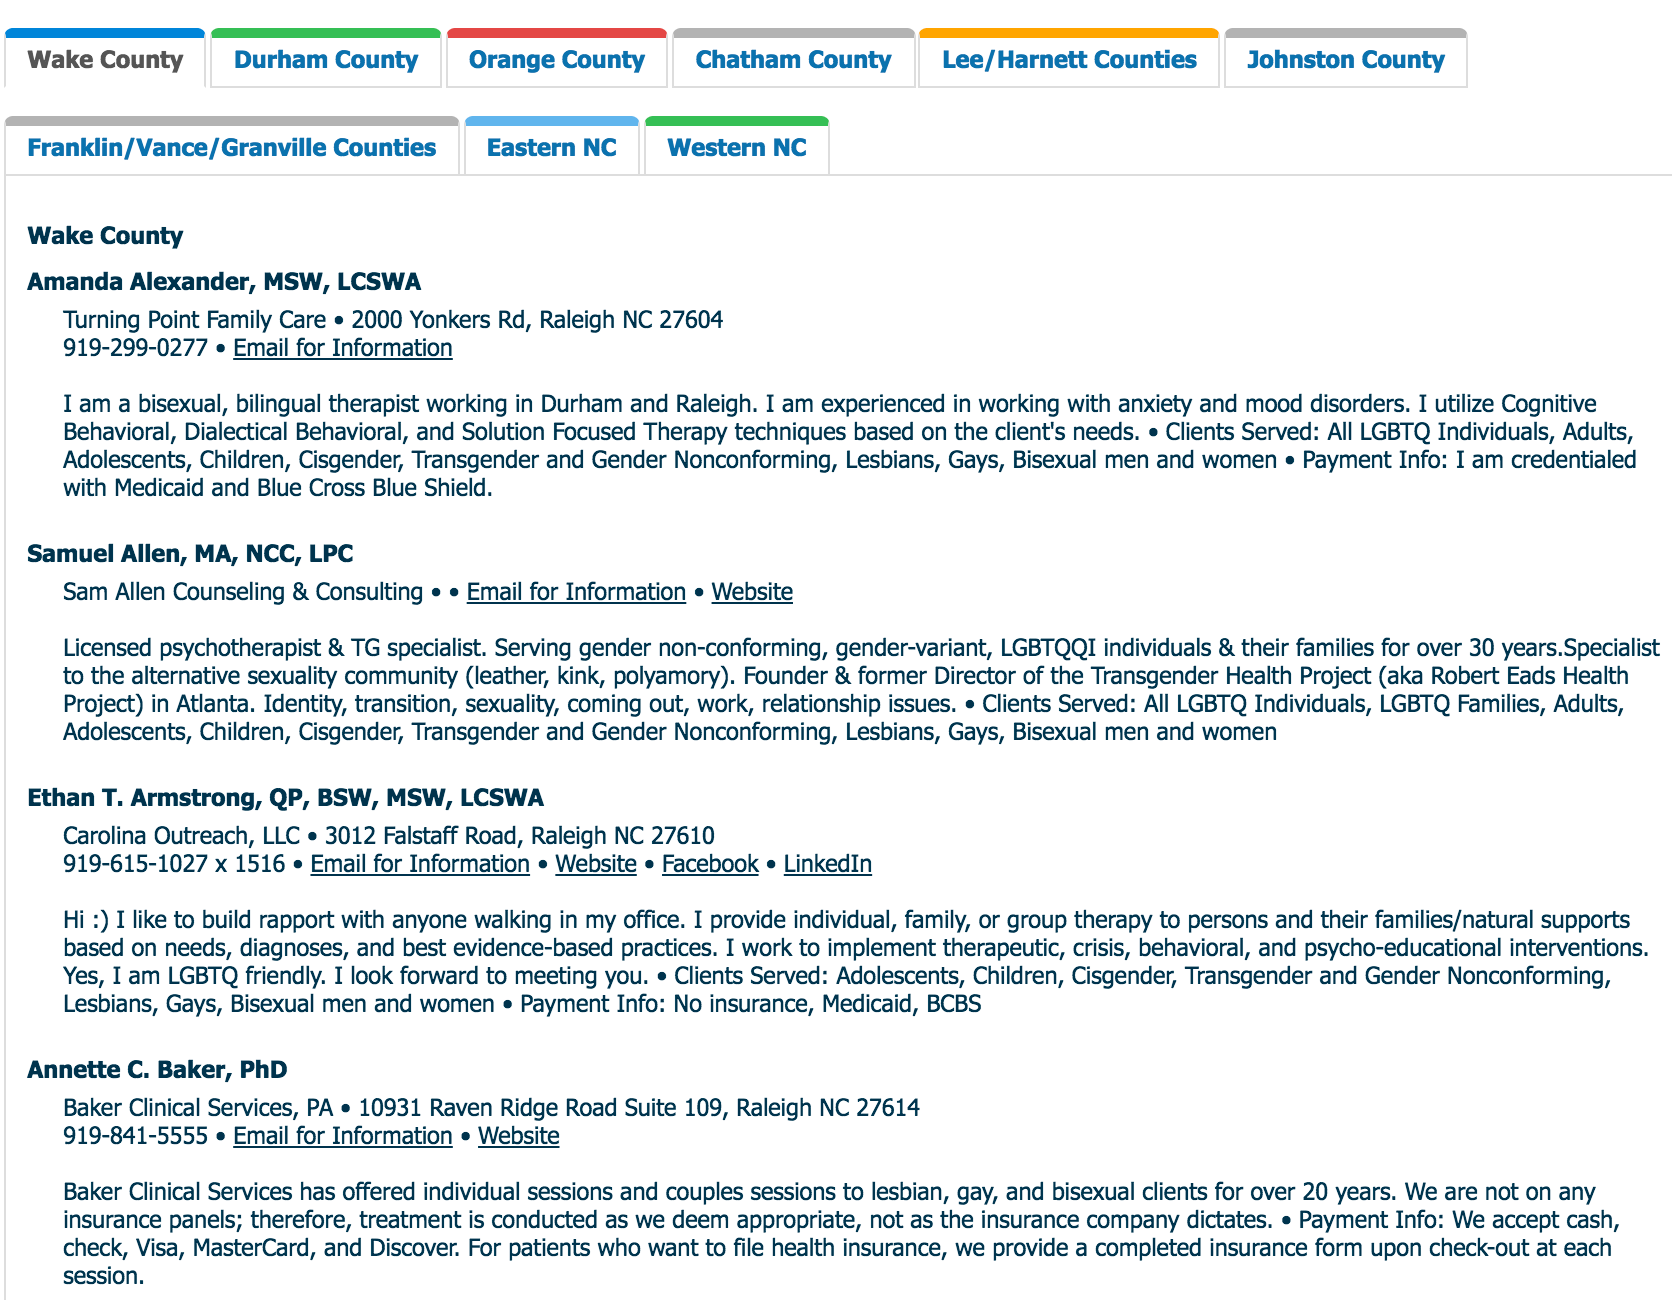 Wake County
Durham County
Orange County
Chatham County
Lee/Harnett Counties
Johnston County
Franklin/Vance/Granville Counties
Eastern NC
Western NC
Wake County
Amanda Alexander, MSW, LCSWA
Turning Point Family Care • 2000 Yonkers Rd, Raleigh NC 27604
919-299-0277 • Email for Information
I am a bisexual, bilingual therapist working in Durham and Raleigh. I am experienced in working with anxiety and mood disorders. I utilize Cognitive
Behavioral, Dialectical Behavioral, and Solution Focused Therapy techniques based on the client's needs. • Clients Served: All LGBTQ Individuals, Adults,
Adolescents, Children, Cisgender, Transgender and Gender Nonconforming, Lesbians, Gays, Bisexual men and women • Payment Info: I am credentialed
with Medicaid and Blue Cross Blue Shield.
Samuel Allen, MA, NCC, LPC
Sam Allen Counseling & Consulting • • Email for Information • Website
Licensed psychotherapist & TG specialist. Serving gender non-conforming, gender-variant, LGBTQQI individuals & their families for over 30 years.Specialist
to the alternative sexuality community (leather, kink, polyamory). Founder & former Director of the Transgender Health Project (aka Robert Eads Health
Project) in Atlanta. Identity, transition, sexuality, coming out, work, relationship issues. • Clients Served: All LGBTQ Individuals, LGBTQ Families, Adults,
Adolescents, Children, Cisgender, Transgender and Gender Nonconforming, Lesbians, Gays, Bisexual men and women
Ethan T. Armstrong, QP, BSW, MSW, LCSWA
Carolina Outreach, LLC • 3012 Falstaff Road, Raleigh NC 27610
919-615-1027 x 1516 • Email for Information • Website • Facebook • LinkedIn
Hi :) I like to build rapport with anyone walking in my office. I provide individual, family, or group therapy to persons and their families/natural supports
based on needs, diagnoses, and best evidence-based practices. I work to implement therapeutic, crisis, behavioral, and psycho-educational interventions.
Yes, I am LGBTQ friendly. I look forward to meeting you. • Clients Served: Adolescents, Children, Cisgender, Transgender and Gender Nonconforming,
Lesbians, Gays, Bisexual men and women • Payment Info: No insurance, Medicaid, BCBS
Annette C. Baker, PhD
Baker Clinical Services, PA • 10931 Raven Ridge Road Suite 109, Raleigh NC 27614
919-841-5555 • Email for Information • Website
Baker Clinical Services has offered individual sessions and couples sessions to lesbian, gay, and bisexual clients for over 20 years. We are not on any
insurance panels; therefore, treatment is conducted as we deem appropriate, not as the insurance company dictates. • Payment Info: We accept cash,
check, Visa, MasterCard, and Discover. For patients who want to file health insurance, we provide a completed insurance form upon check-out at each
session.